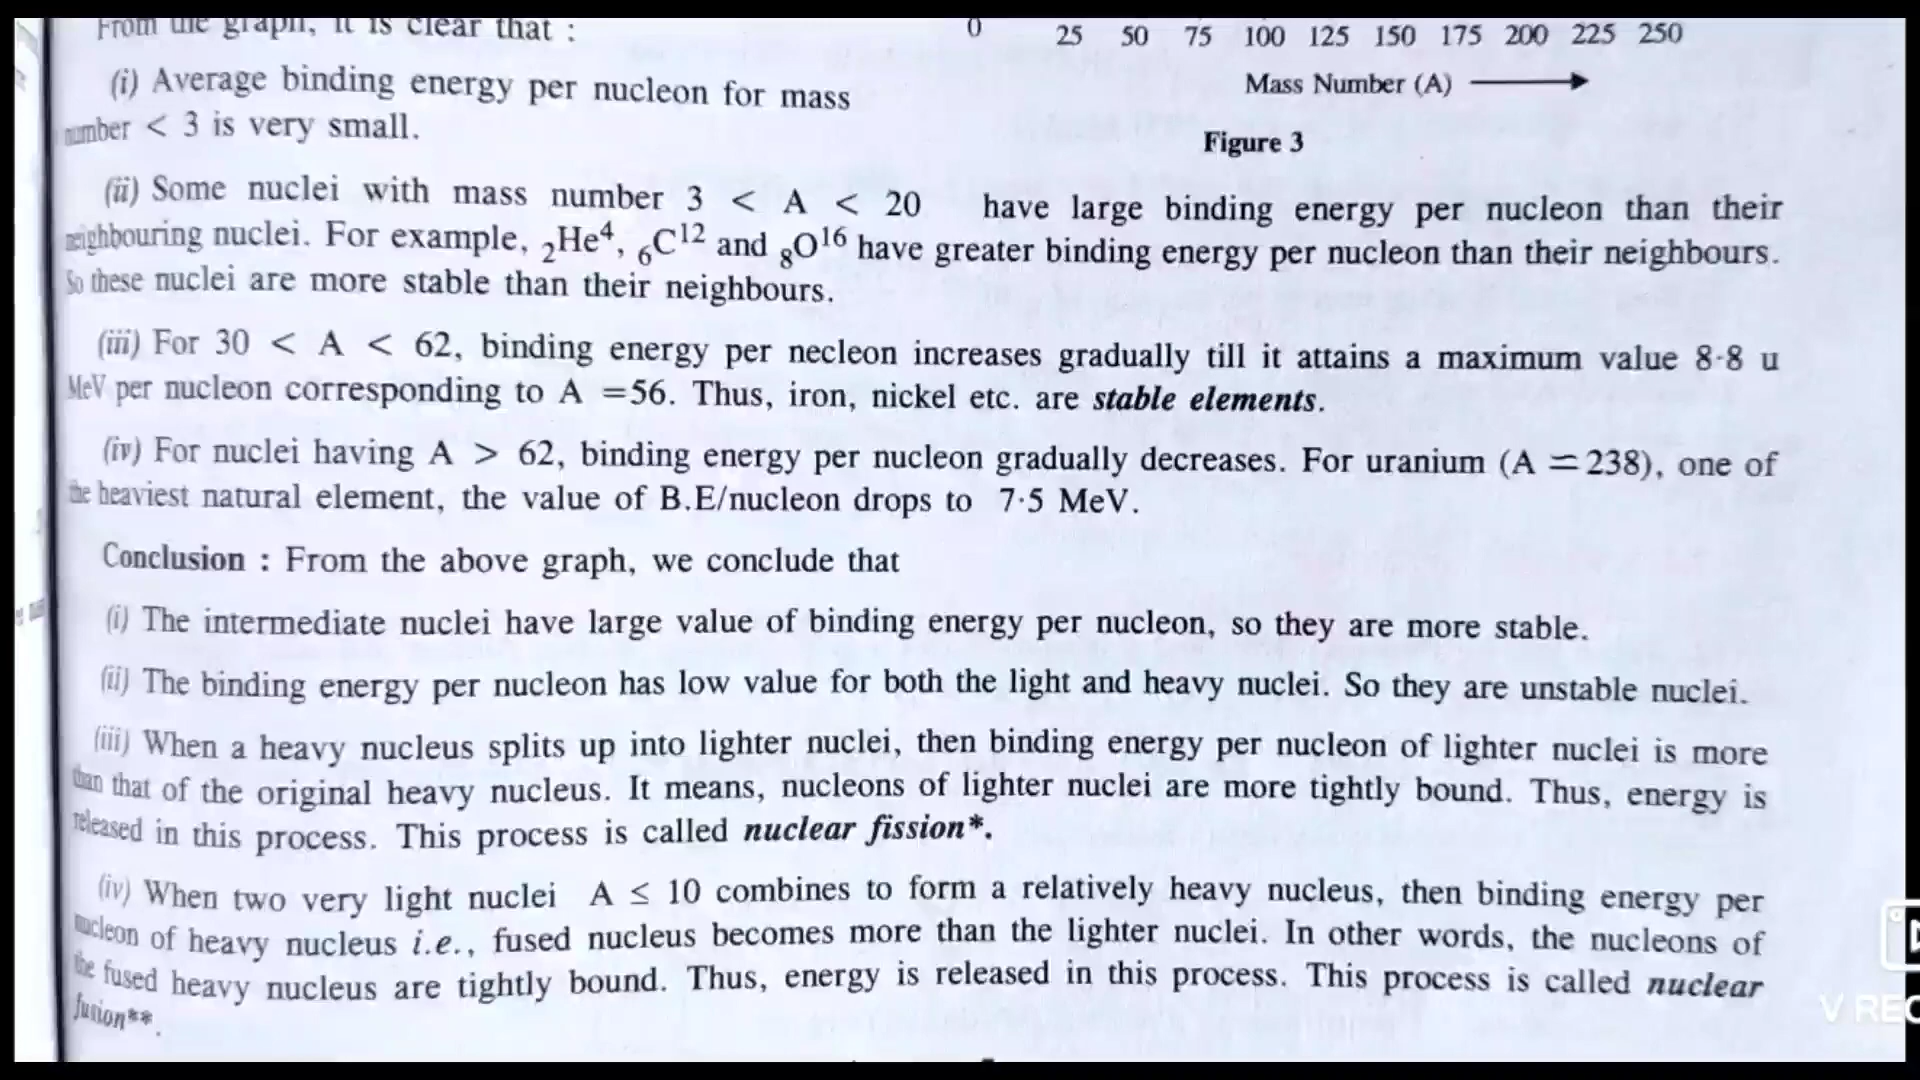 From the graph, it is clear that :
0 25 50 75 100 125 150 175 200 225 250
Mass Number (A)
Figure 3
(i) Average binding energy per nucleon for mass
number < 3 is very small.
(ii) Some nuclei with mass number 3 < A < 20 have large binding energy per nucleon than their
neighbouring nuclei. For example, ₂He⁴, ₆C¹² and ₈O¹⁶ have greater binding energy per nucleon than their neighbours.
So these nuclei are more stable than their neighbours.
(iii) For 30 < A < 62, binding energy per necleon increases gradually till it attains a maximum value 8·8 u
MeV per nucleon corresponding to A =56. Thus, iron, nickel etc. are stable elements.
(iv) For nuclei having A > 62, binding energy per nucleon gradually decreases. For uranium (A =238), one of
the heaviest natural element, the value of B.E/nucleon drops to 7·5 MeV.
Conclusion : From the above graph, we conclude that
(i) The intermediate nuclei have large value of binding energy per nucleon, so they are more stable.
(ii) The binding energy per nucleon has low value for both the light and heavy nuclei. So they are unstable nuclei.
(iii) When a heavy nucleus splits up into lighter nuclei, then binding energy per nucleon of lighter nuclei is more
than that of the original heavy nucleus. It means, nucleons of lighter nuclei are more tightly bound. Thus, energy is
released in this process. This process is called nuclear fission*.
(iv) When two very light nuclei A ≤ 10 combines to form a relatively heavy nucleus, then binding energy per
nucleon of heavy nucleus i.e., fused nucleus becomes more than the lighter nuclei. In other words, the nucleons of
the fused heavy nucleus are tightly bound. Thus, energy is released in this process. This process is called nuclear
fusion**.
V REC